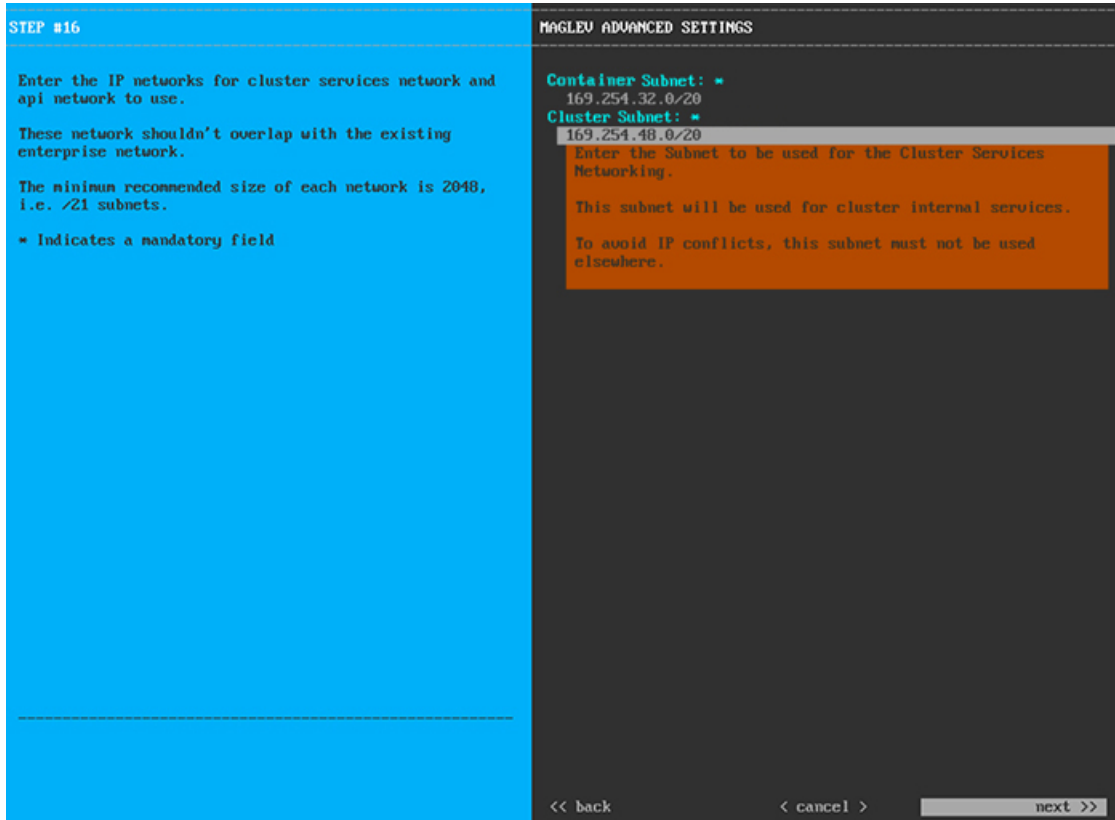 STEP #16
Enter the IP networks for cluster services network and
api network to use.
These network shouldn't overlap with the existing
enterprise network.
The minimum recommended size of each network is 2048,
i.e. /21 subnets.
* Indicates a mandatory field
MAGLEV ADVANCED SETTINGS
Container Subnet: *
169.254.32.0/20
Cluster Subnet: *
169.254.48.0/20
Enter the Subnet to be used for the Cluster Services
Networking.
This subnet will be used for cluster internal services.
To avoid IP conflicts, this subnet must not be used
elsewhere.
<< back < cancel > next >>